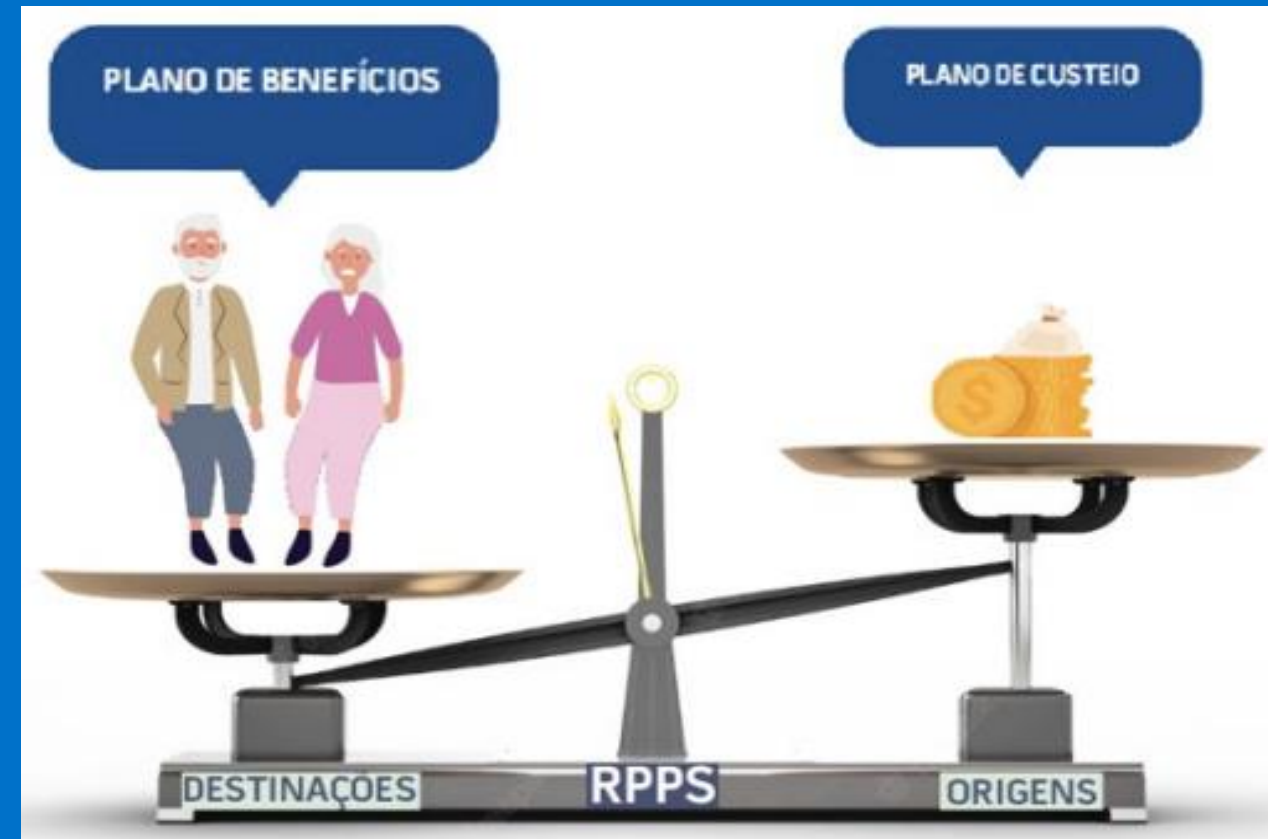 PLANO DE BENEFÍCIOS
PLANO DE CUSTEIO
$
DESTINAÇÕES
RPPS
ORIGENS